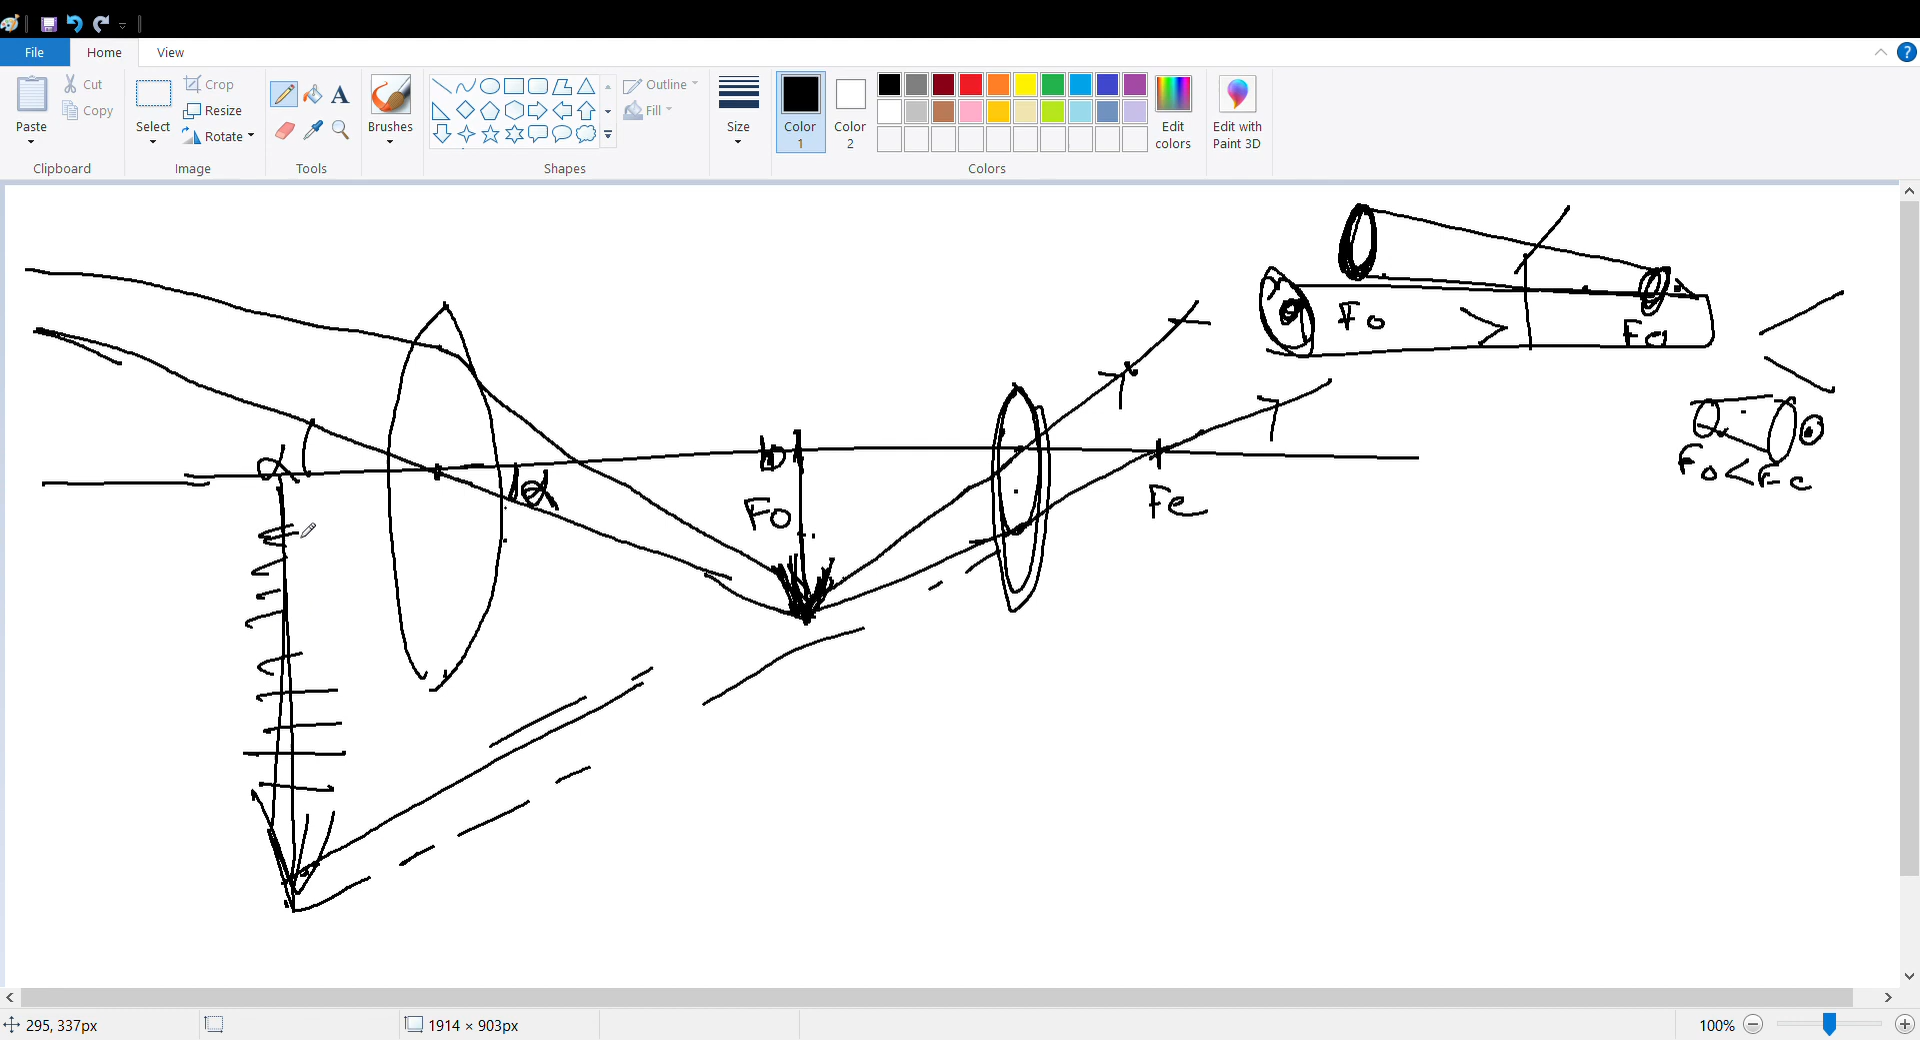 File
Home
View
Paste
Cut
Copy
Clipboard
Select
Crop
Resize
Rotate
Image
A
Tools
Brushes
Shapes
Outline
Fill
Size
Color
1
Color
2
Colors
Edit
colors
Edit with
Paint 3D
?
Fo > 
Fo < Fe
α
α
Fo
Fe
295, 337px
1914 × 903px
100%